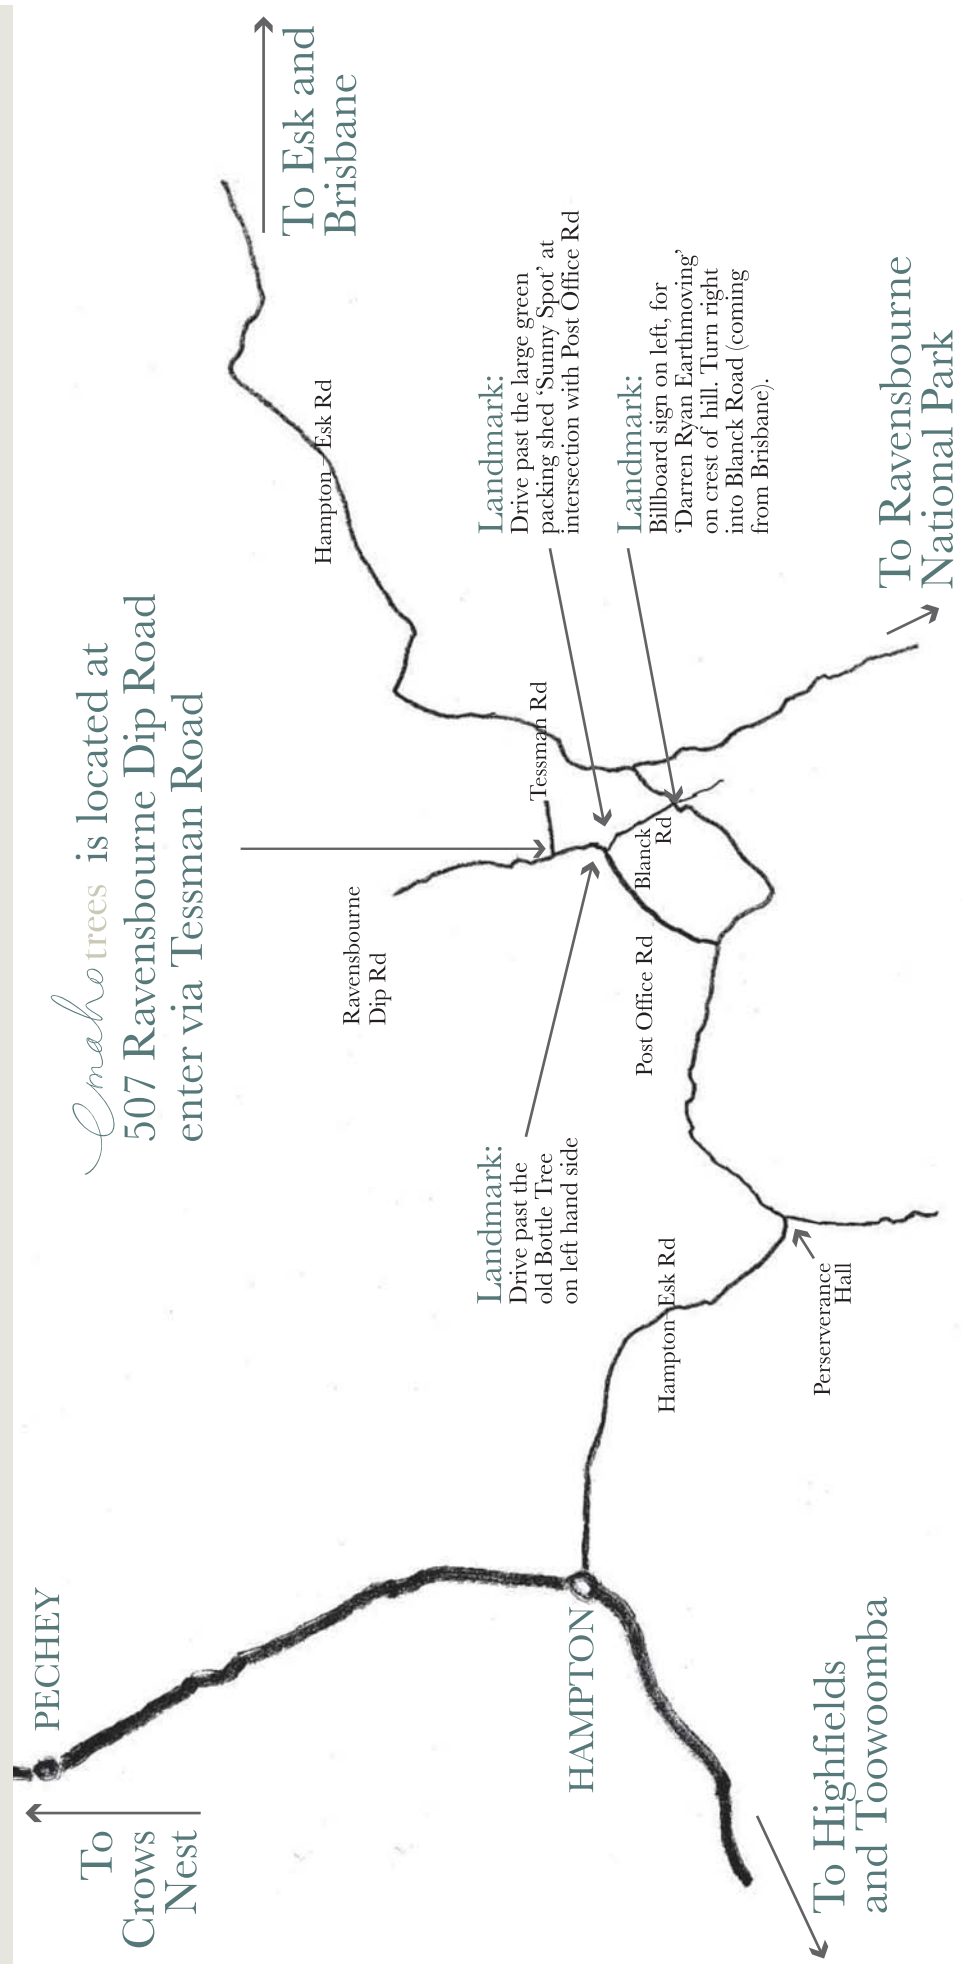 Emaho trees is located at
507 Ravensbourne Dip Road
enter via Tessman Road
To Esk and
Brisbane
PECHEY
To
Crows
Nest
Ravensbourne
Dip Rd
Hampton–Esk Rd
Landmark:
Drive past the
old Bottle Tree
on left hand side
Tessman Rd
Landmark:
Drive past the large green
packing shed ‘Sunny Spot’ at
intersection with Post Office Rd
Blanck
Rd
Post Office Rd
Landmark:
Billboard sign on left, for
‘Darren Ryan Earthmoving’
on crest of hill. Turn right
into Blanck Road (coming
from Brisbane).
HAMPTON
Hampton–Esk Rd
Perserverance
Hall
To Highfields
and Toowoomba
To Ravensbourne
National Park